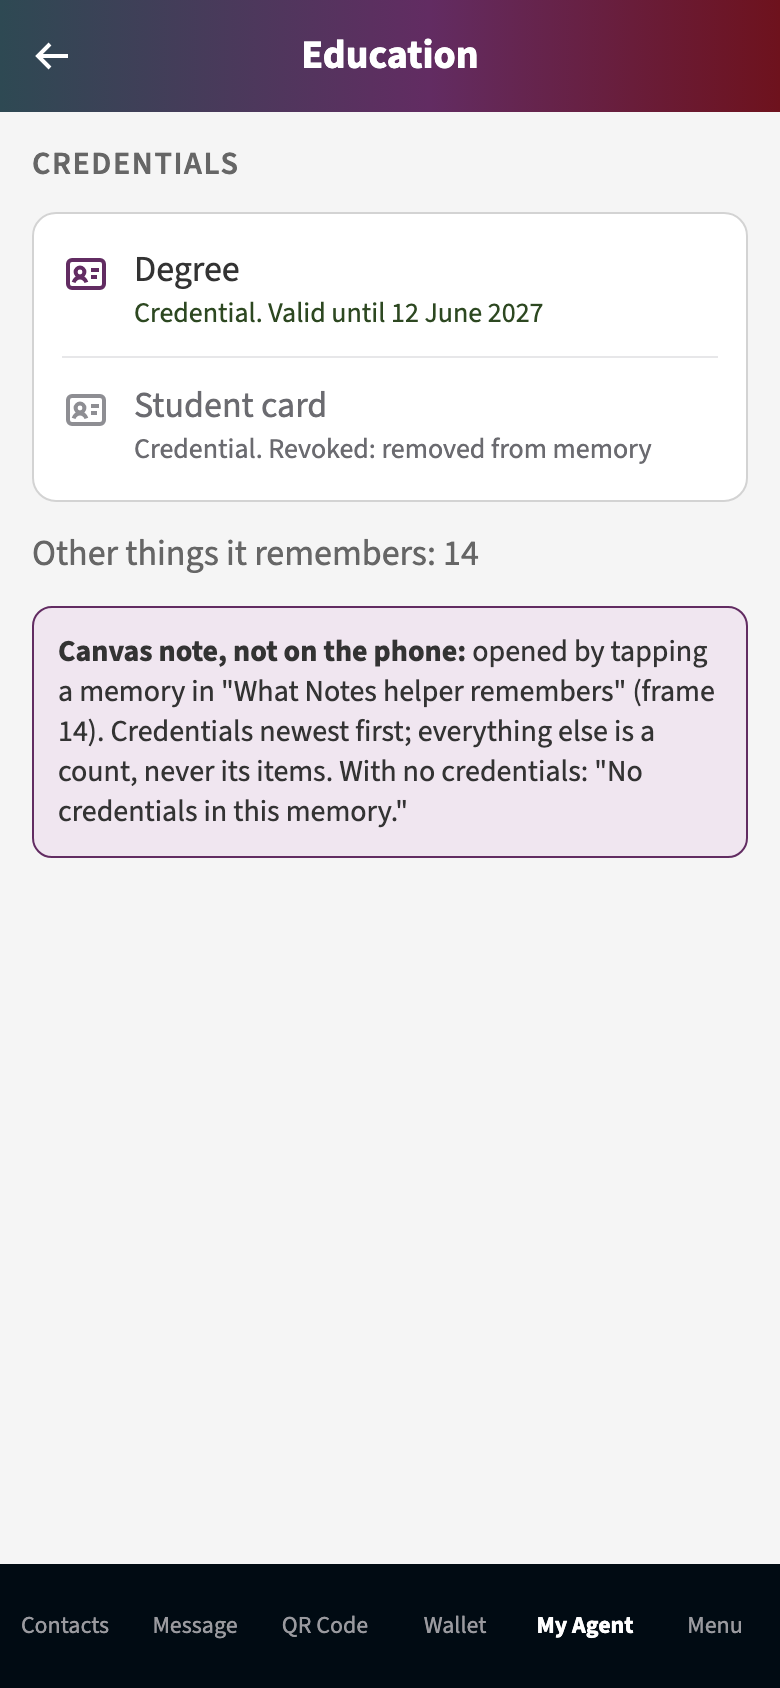 Education
CREDENTIALS
Degree
Credential. Valid until 12 June 2027
Student card
Credential. Revoked: removed from memory
Other things it remembers: 14
Canvas note, not on the phone: opened by tapping
a memory in "What Notes helper remembers" (frame
14). Credentials newest first; everything else is a
count, never its items. With no credentials: "No
credentials in this memory."
Contacts
Message
QR Code
Wallet
My Agent
Menu